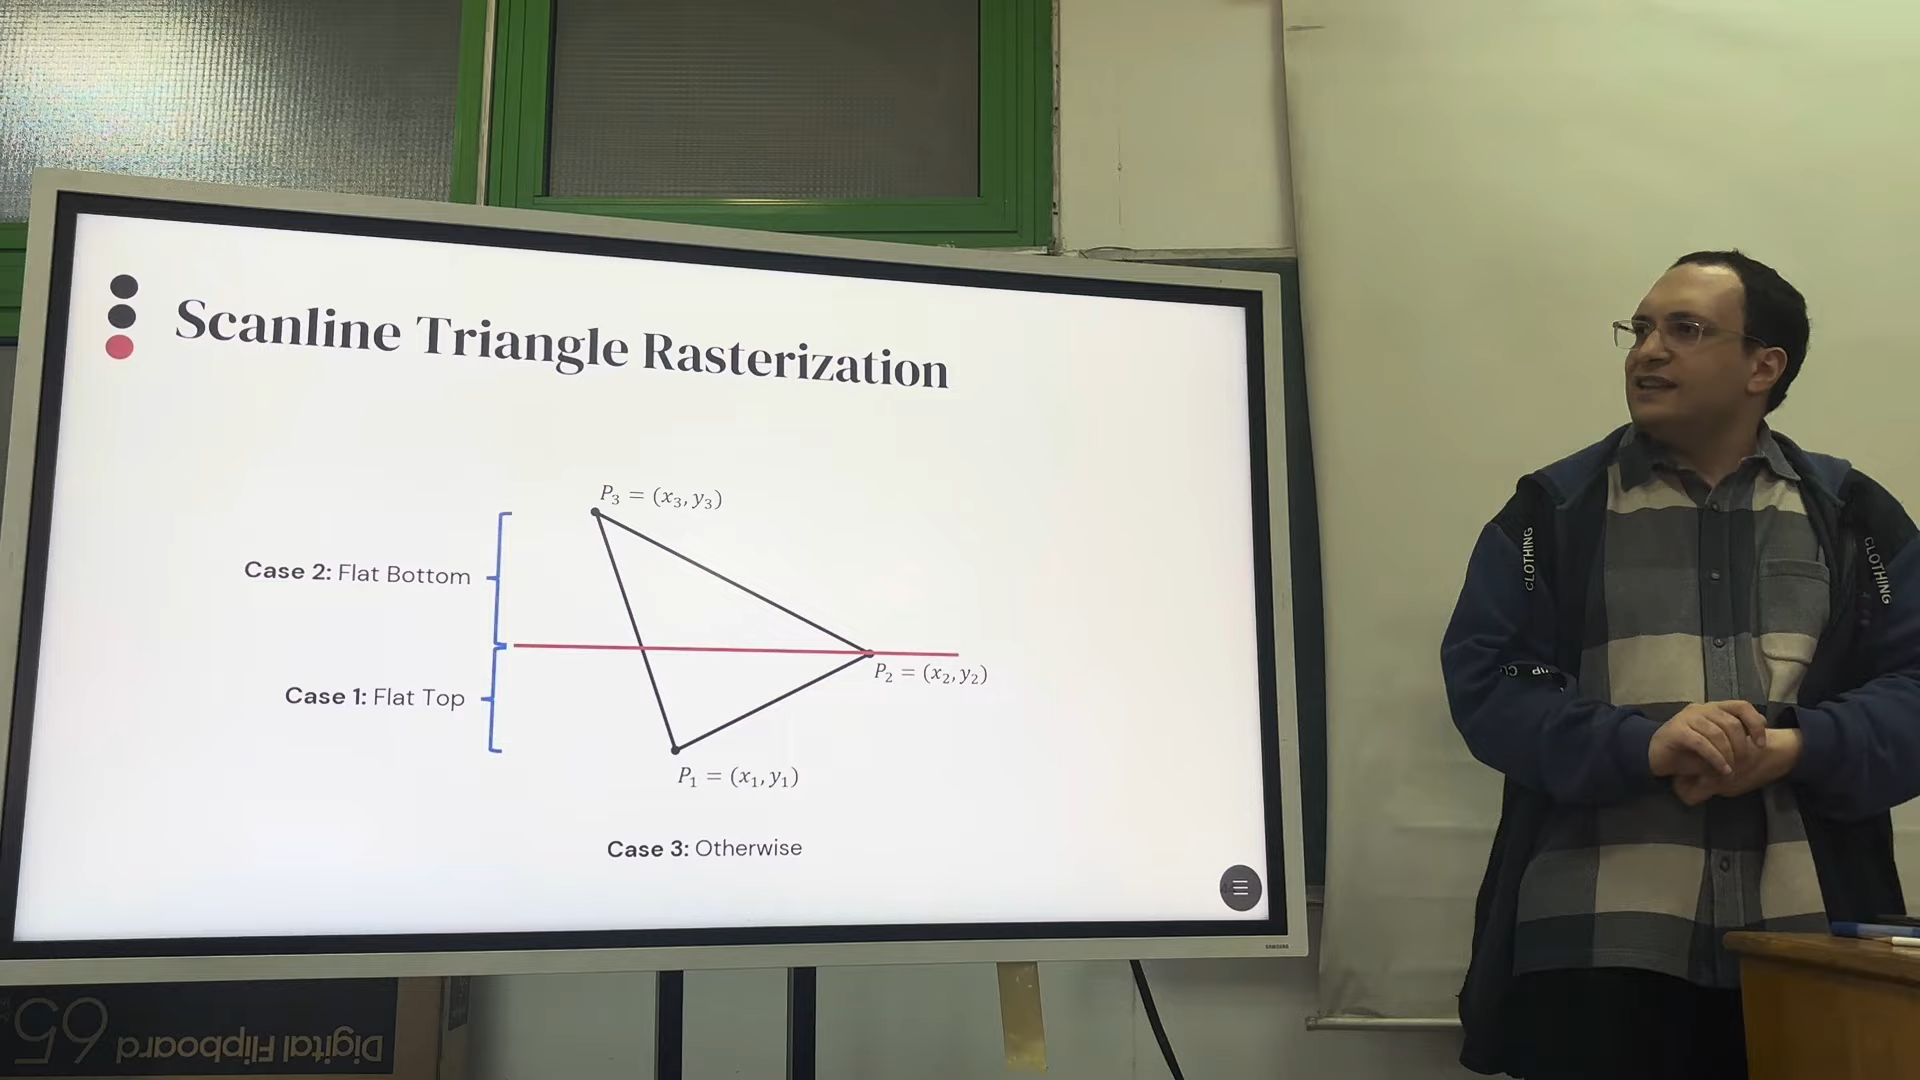 Scanline Triangle Rasterization
P₃ = (x₃, y₃)
Case 2: Flat Bottom
P₂ = (x₂, y₂)
Case 1: Flat Top
P₁ = (x₁, y₁)
Case 3: Otherwise
SAMSUNG
CLOTHING
CLOTHING
65
Digital Flipboard